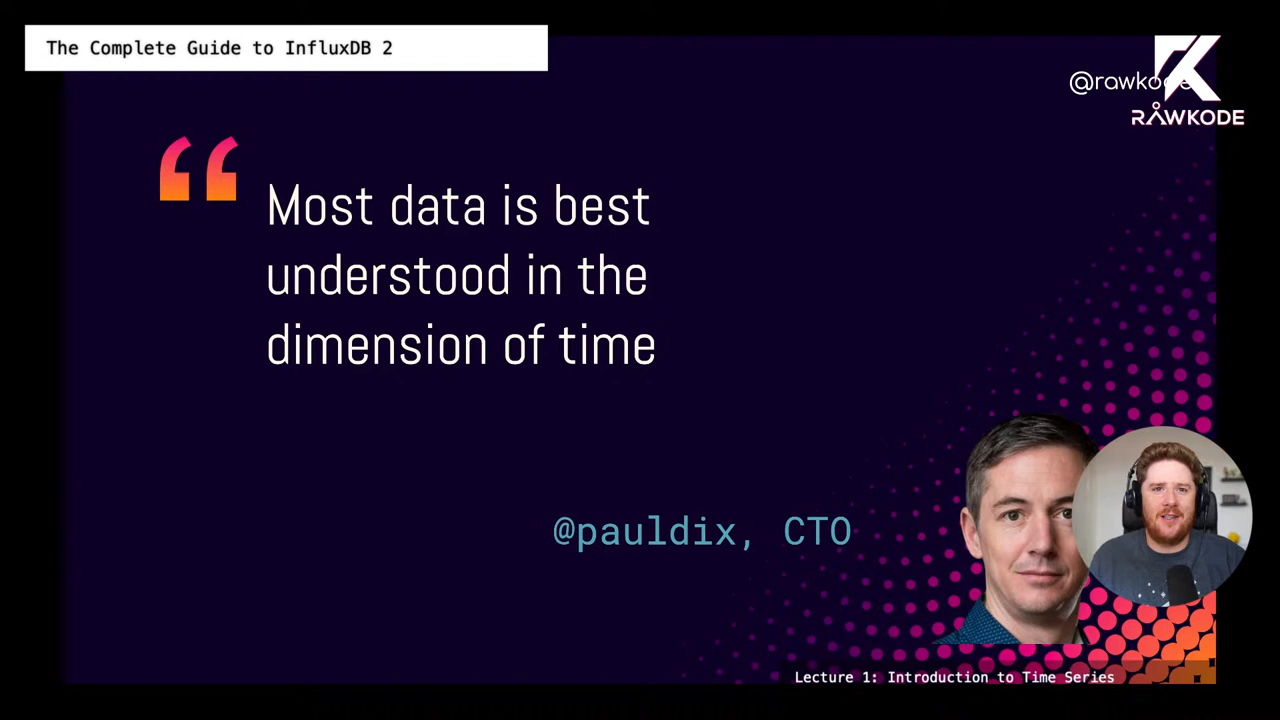 The Complete Guide to InfluxDB 2
RAWKODE
“
Most data is best
understood in the
dimension of time
@pauldix, CTO
Lecture 1: Introduction to Time Series